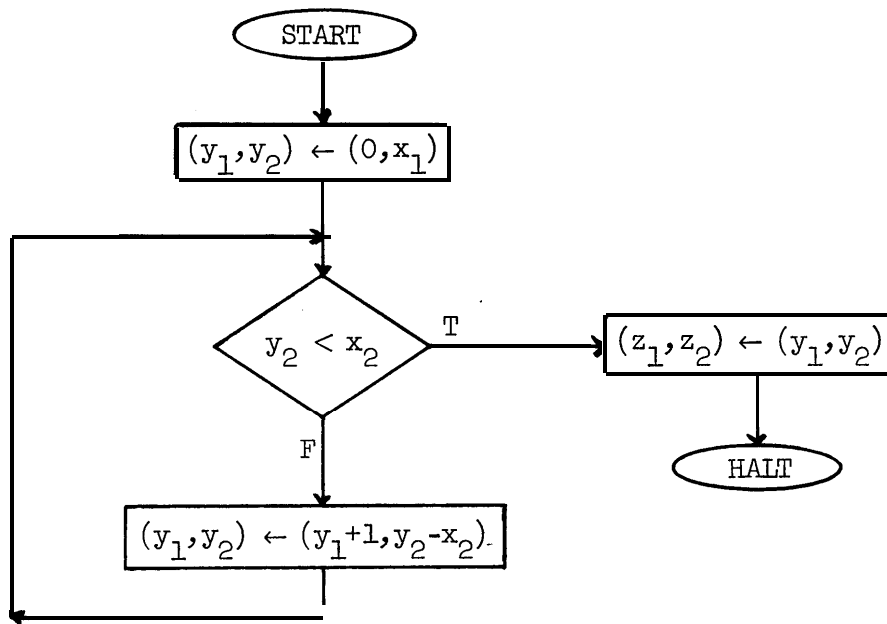 START
(y₁,y₂) ← (0,x₁)
y₂ < x₂
T
(z₁,z₂) ← (y₁,y₂)
F
HALT
(y₁,y₂) ← (y₁+1,y₂-x₂)